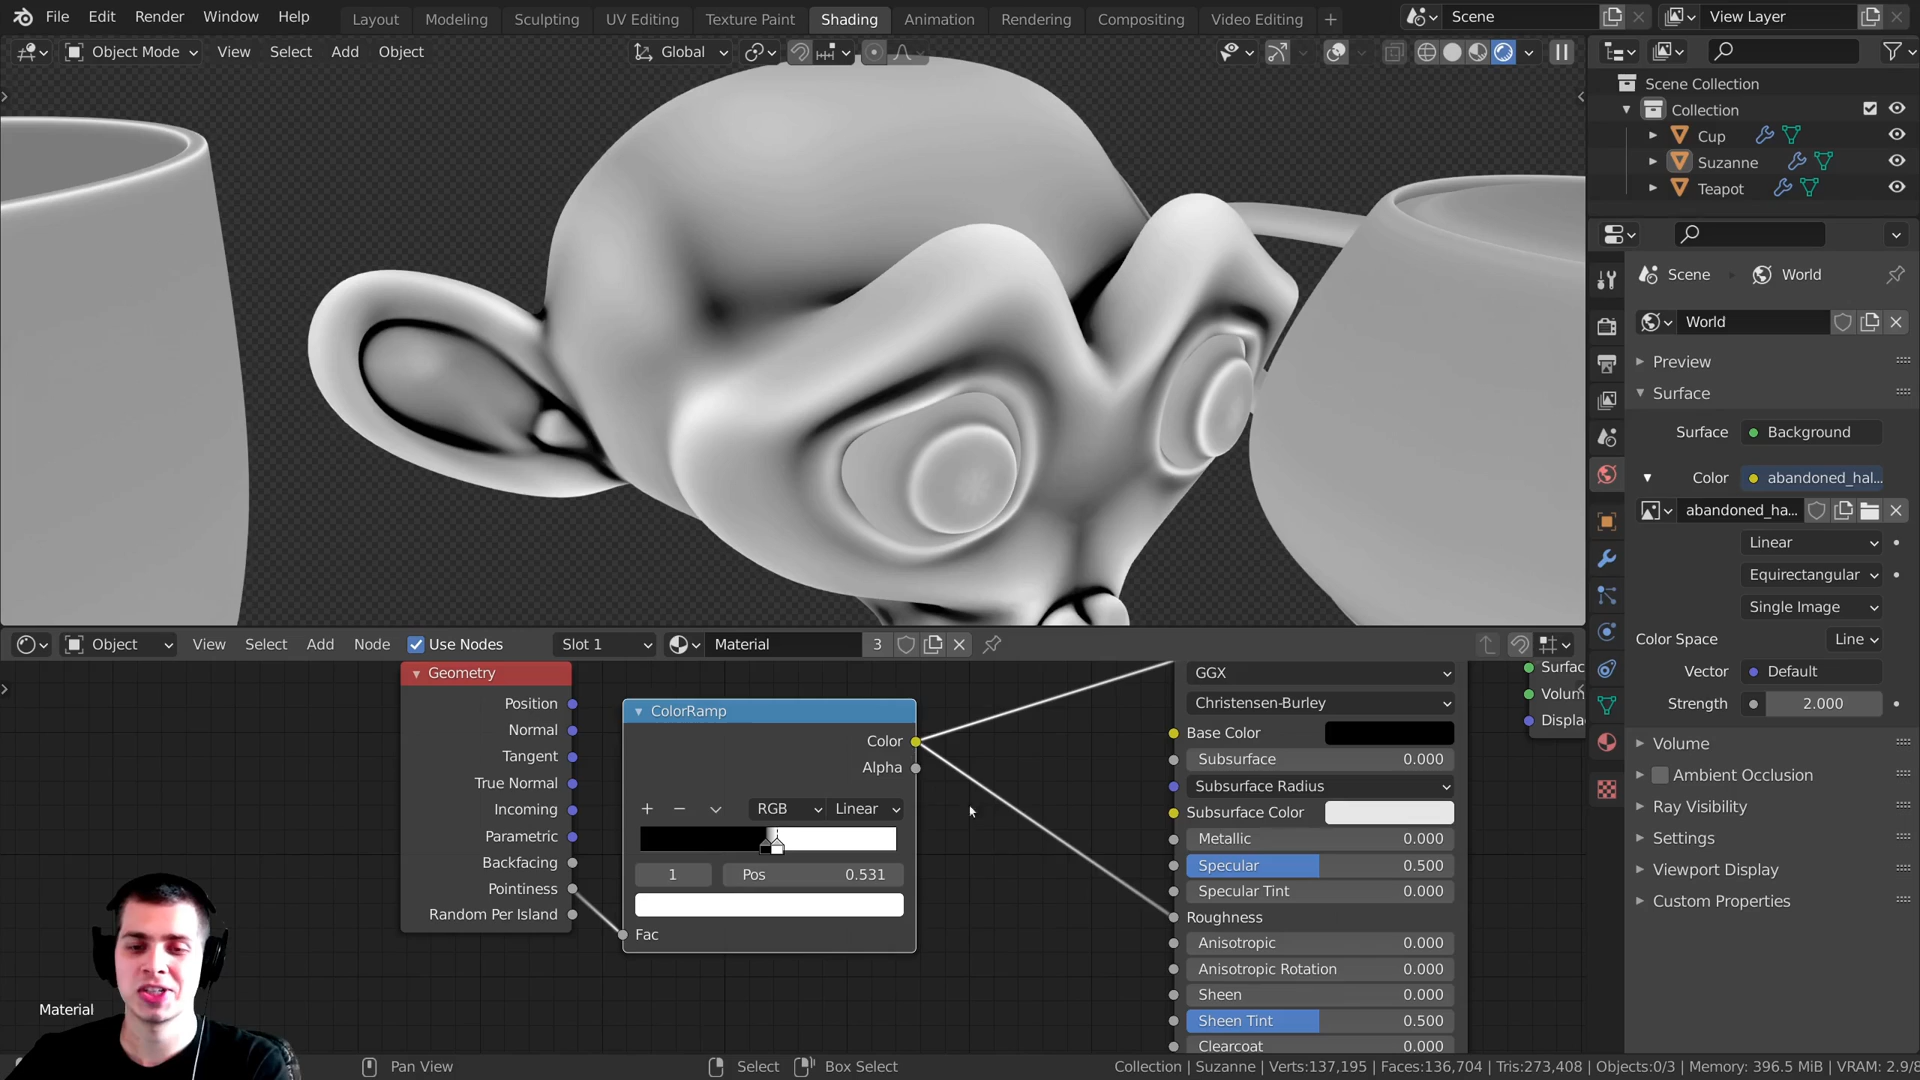 File Edit Render Window Help Layout Modeling Sculpting UV Editing Texture Paint Shading Animation Rendering Compositing Video Editing + Scene View Layer
Object Mode View Select Add Object Global
Scene Collection
Collection
Cup
Suzanne
Teapot
Scene World
World
Preview
Surface
Surface Background
Color abandoned_hal...
abandoned_ha...
Linear
Equirectangular
Single Image
Color Space Line
Vector Default
Strength 2.000
Volume
Ambient Occlusion
Ray Visibility
Settings
Viewport Display
Custom Properties
Object View Select Add Node Use Nodes Slot 1 Material 3
Geometry
Position
Normal
Tangent
True Normal
Incoming
Parametric
Backfacing
Pointiness
Random Per Island
ColorRamp
Color
Alpha
+ − RGB Linear
1 Pos 0.531
Fac
GGX
Christensen-Burley
Base Color
Subsurface 0.000
Subsurface Radius
Subsurface Color
Metallic 0.000
Specular 0.500
Specular Tint 0.000
Roughness
Anisotropic 0.000
Anisotropic Rotation 0.000
Sheen 0.000
Sheen Tint 0.500
Clearcoat 0.000
Surfac
Volum
Displa
Material
Pan View Select Box Select Collection | Suzanne | Verts:137,195 | Faces:136,704 | Tris:273,408 | Objects:0/3 | Memory: 396.5 MiB | VRAM: 2.9/8